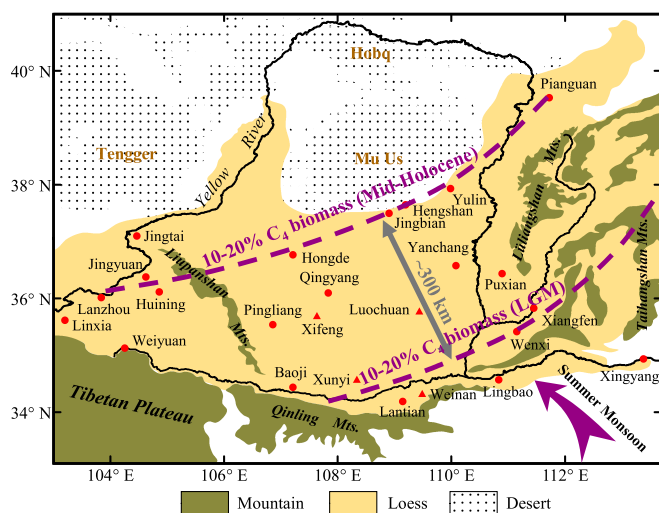 40° N
38° N
36° N
34° N
Hobq
Pianguan
Tengger
Yellow River
Mu Us
Mts.
Lüliangshan
10-20% C₄ biomass (Mid-Holocene)
Yulin
Hengshan
Jingbian
Jingtai
Hongde
Yanchang
Jingyuan
Liupanshan
Mts.
Qingyang
Puxian
Taihangshan Mts.
Huining
Lanzhou
Linxia
Pingliang
Xifeng
Luochuan
~300 km
Xiangfen
Wenxi
10-20% C₄ biomass (LGM)
Weiyuan
Baoji
Xunyi
Weinan
Lingbao
Xingyang
Lantian
Tibetan Plateau
Qinling Mts.
Summer Monsoon
104° E
106° E
108° E
110° E
112° E
Mountain
Loess
Desert